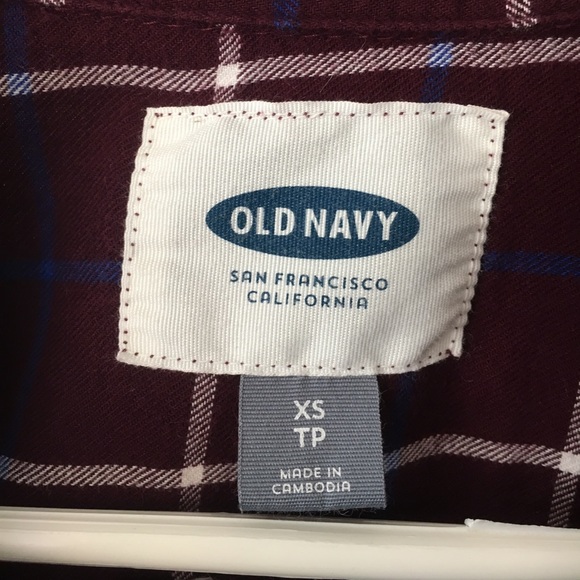 OLD NAVY
SAN FRANCISCO
CALIFORNIA
XS
TP
MADE IN
CAMBODIA